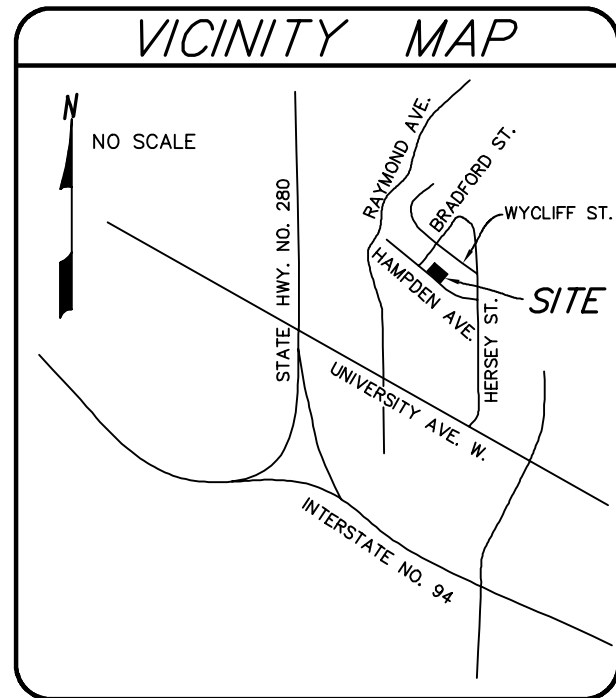 VICINITY MAP
N
NO SCALE
RAYMOND AVE.
BRADFORD ST.
WYCLIFF ST.
STATE HWY. NO. 280
HAMPDEN AVE.
SITE
HERSEY ST.
UNIVERSITY AVE. W.
INTERSTATE NO. 94